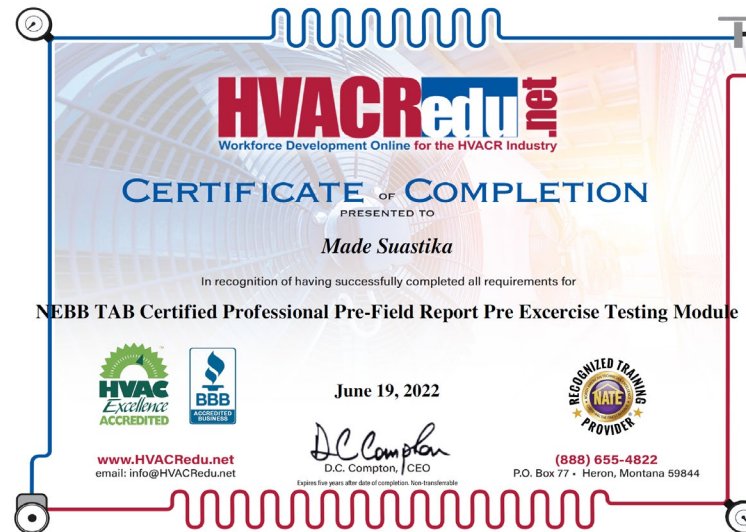 HVACRedu.net
Workforce Development Online for the HVACR Industry
CERTIFICATE OF COMPLETION
PRESENTED TO
Made Suastika
In recognition of having successfully completed all requirements for
NEBB TAB Certified Professional Pre-Field Report Pre Excercise Testing Module
HVAC
Excellence
ACCREDITED
BBB
ACCREDITED
BUSINESS
June 19, 2022
RECOGNIZED TRAINING
NATE
PROVIDER
D.C. Compton
D.C. Compton, CEO
Expires five years after date of completion. Non-transferrable
www.HVACRedu.net
email: info@HVACRedu.net
(888) 655-4822
P.O. Box 77 • Heron, Montana 59844